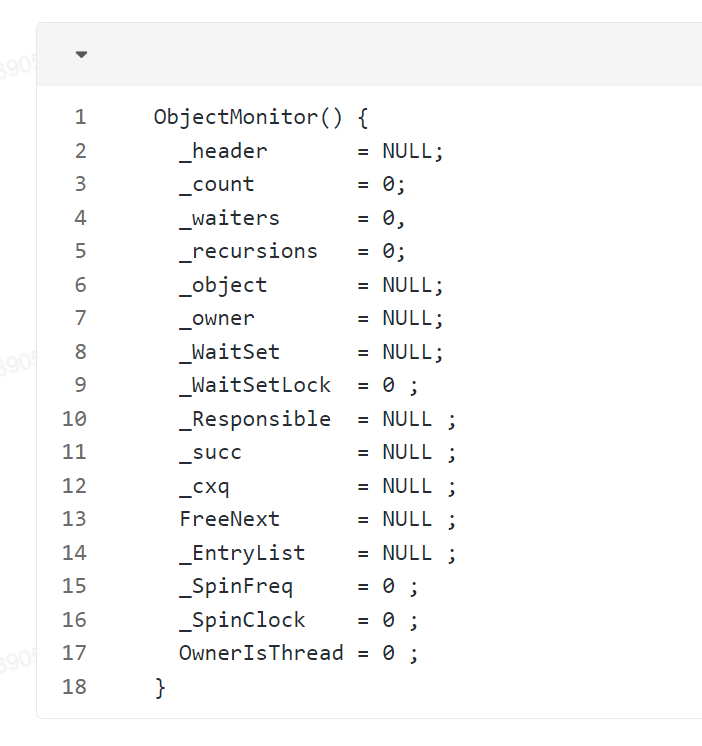 1 ObjectMonitor() {
2 _header = NULL;
3 _count = 0;
4 _waiters = 0,
5 _recursions = 0;
6 _object = NULL;
7 _owner = NULL;
8 _WaitSet = NULL;
9 _WaitSetLock = 0 ;
10 _Responsible = NULL ;
11 _succ = NULL ;
12 _cxq = NULL ;
13 FreeNext = NULL ;
14 _EntryList = NULL ;
15 _SpinFreq = 0 ;
16 _SpinClock = 0 ;
17 OwnerIsThread = 0 ;
18 }